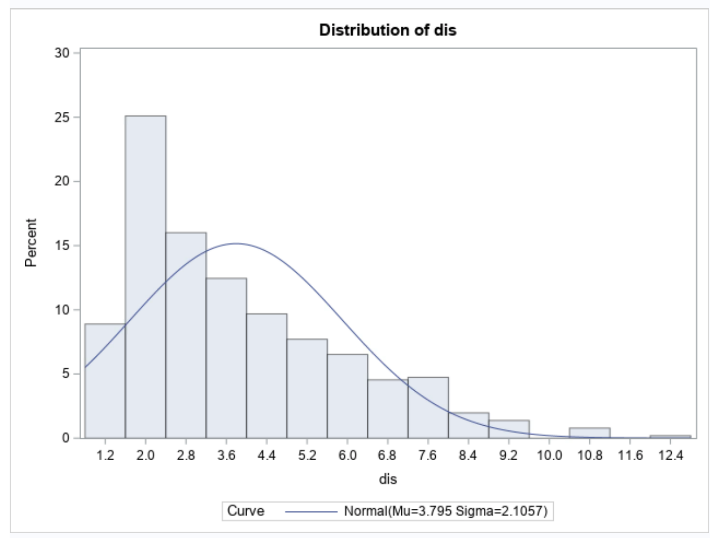 Distribution of dis
30
25
20
15
10
5
0
Percent
1.2 2.0 2.8 3.6 4.4 5.2 6.0 6.8 7.6 8.4 9.2 10.0 10.8 11.6 12.4
dis
Curve Normal(Mu=3.795 Sigma=2.1057)